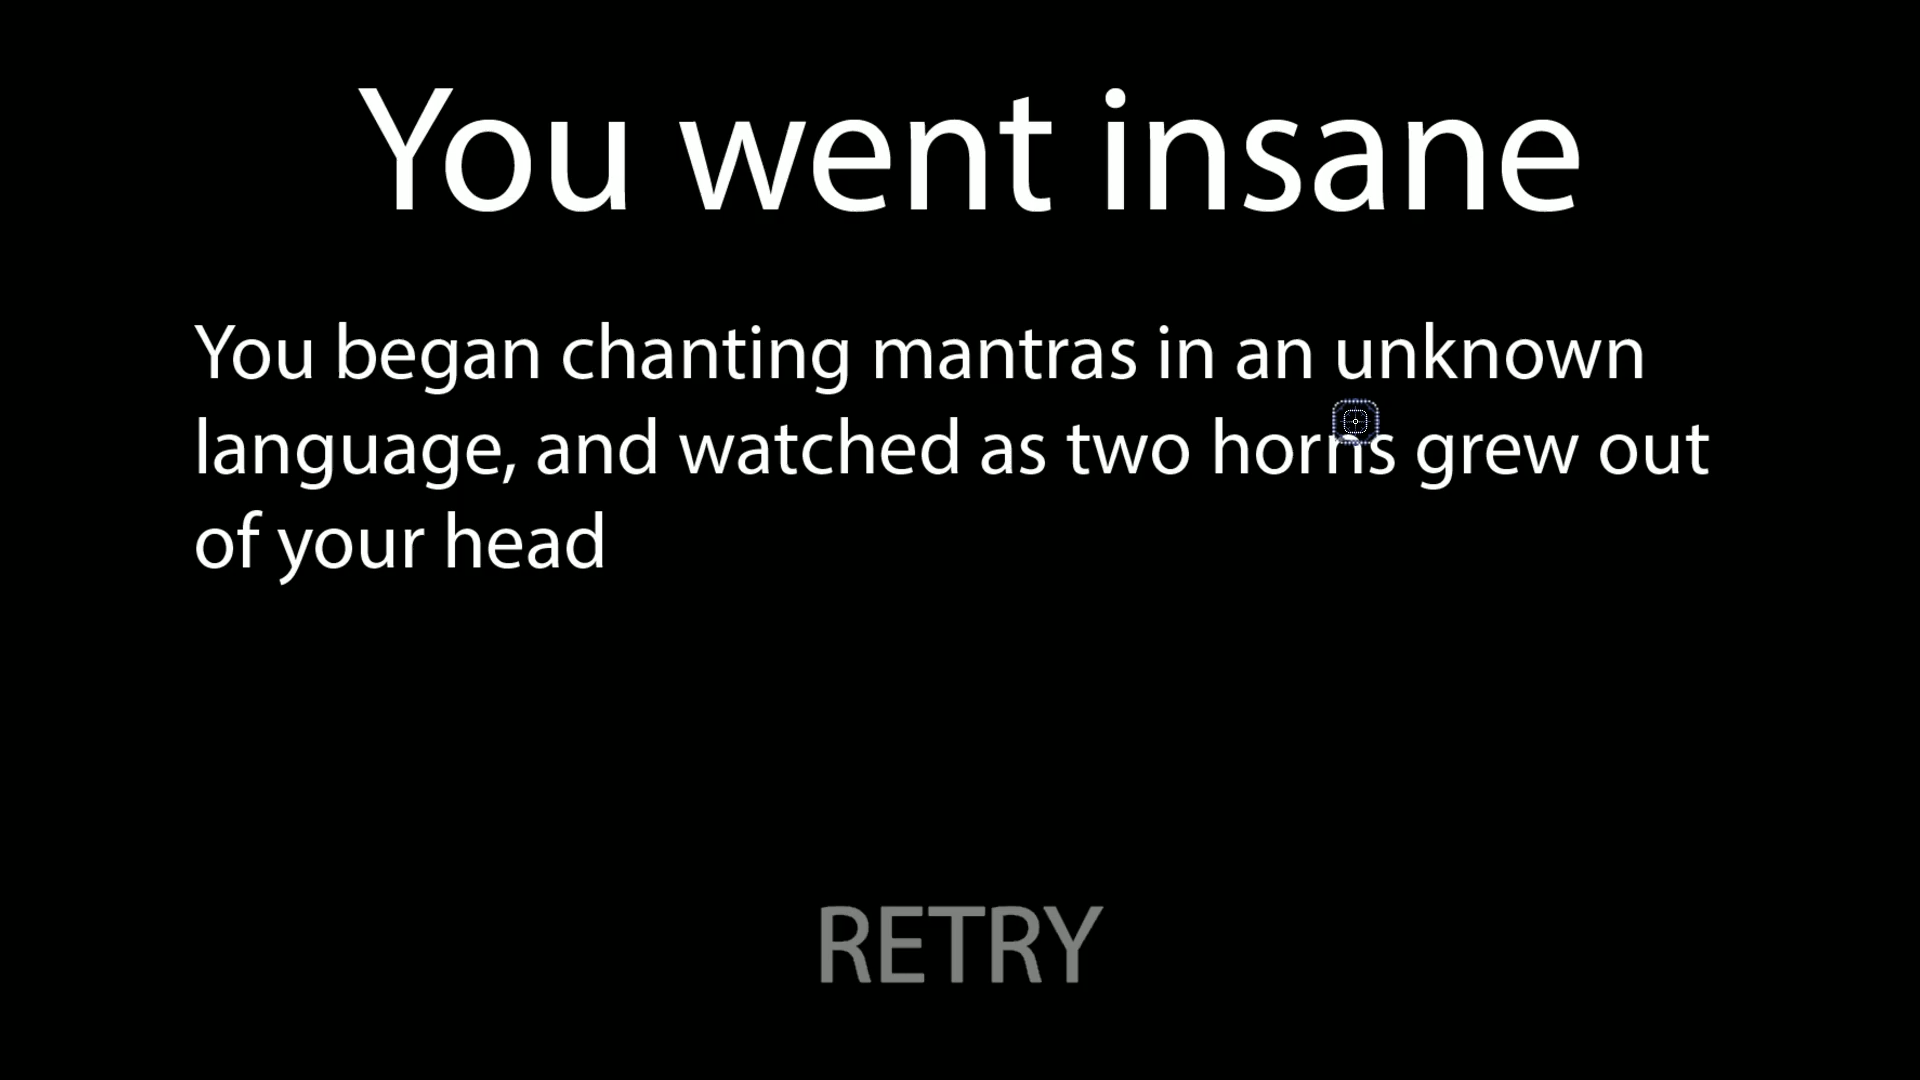 You went insane
You began chanting mantras in an unknown
language, and watched as two horns grew out
of your head
RETRY